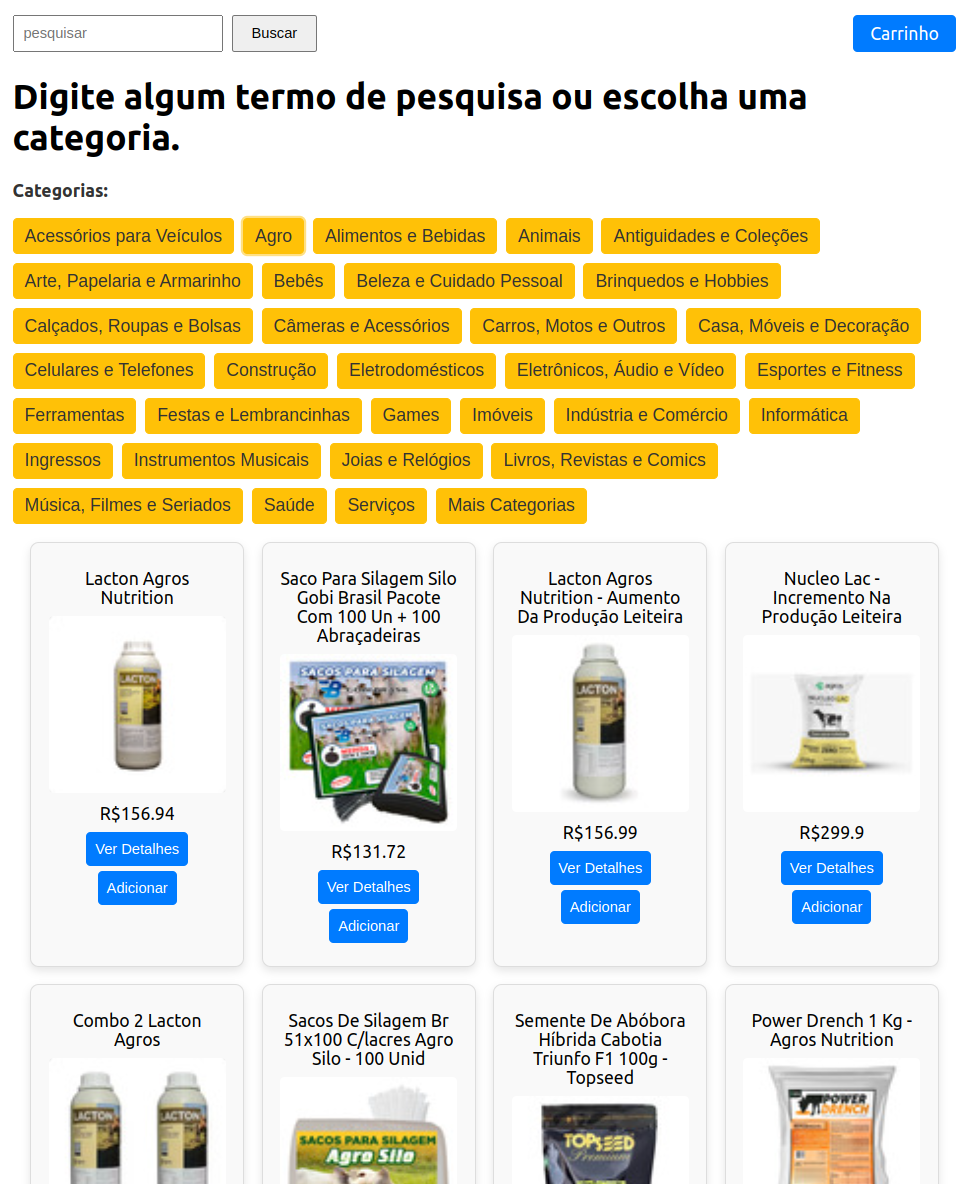 pesquisar
Buscar
Carrinho
Digite algum termo de pesquisa ou escolha uma
categoria.
Categorias:
Acessórios para Veículos
Agro
Alimentos e Bebidas
Animais
Antiguidades e Coleções
Arte, Papelaria e Armarinho
Bebês
Beleza e Cuidado Pessoal
Brinquedos e Hobbies
Calçados, Roupas e Bolsas
Câmeras e Acessórios
Carros, Motos e Outros
Casa, Móveis e Decoração
Celulares e Telefones
Construção
Eletrodomésticos
Eletrônicos, Áudio e Vídeo
Esportes e Fitness
Ferramentas
Festas e Lembrancinhas
Games
Imóveis
Indústria e Comércio
Informática
Ingressos
Instrumentos Musicais
Joias e Relógios
Livros, Revistas e Comics
Música, Filmes e Seriados
Saúde
Serviços
Mais Categorias
Lacton Agros
Nutrition
LACTON
R$156.94
Ver Detalhes
Adicionar
Saco Para Silagem Silo
Gobi Brasil Pacote
Com 100 Un + 100
Abraçadeiras
SACOS PARA SILAGEM
SACOS PARA SILAGEM
R$131.72
Ver Detalhes
Adicionar
Lacton Agros
Nutrition - Aumento
Da Produção Leiteira
LACTON
R$156.99
Ver Detalhes
Adicionar
Nucleo Lac -
Incremento Na
Produção Leiteira
agros
NUCLEO LAC
R$299.9
Ver Detalhes
Adicionar
Combo 2 Lacton
Agros
LACTON
LACTON
Sacos De Silagem Br
51x100 C/lacres Agro
Silo - 100 Unid
SACOS PARA SILAGEM
Agro Silo
Semente De Abóbora
Híbrida Cabotia
Triunfo F1 100g -
Topseed
TOPSEED
Premium
Power Drench 1 Kg -
Agros Nutrition
POWER
DRENCH